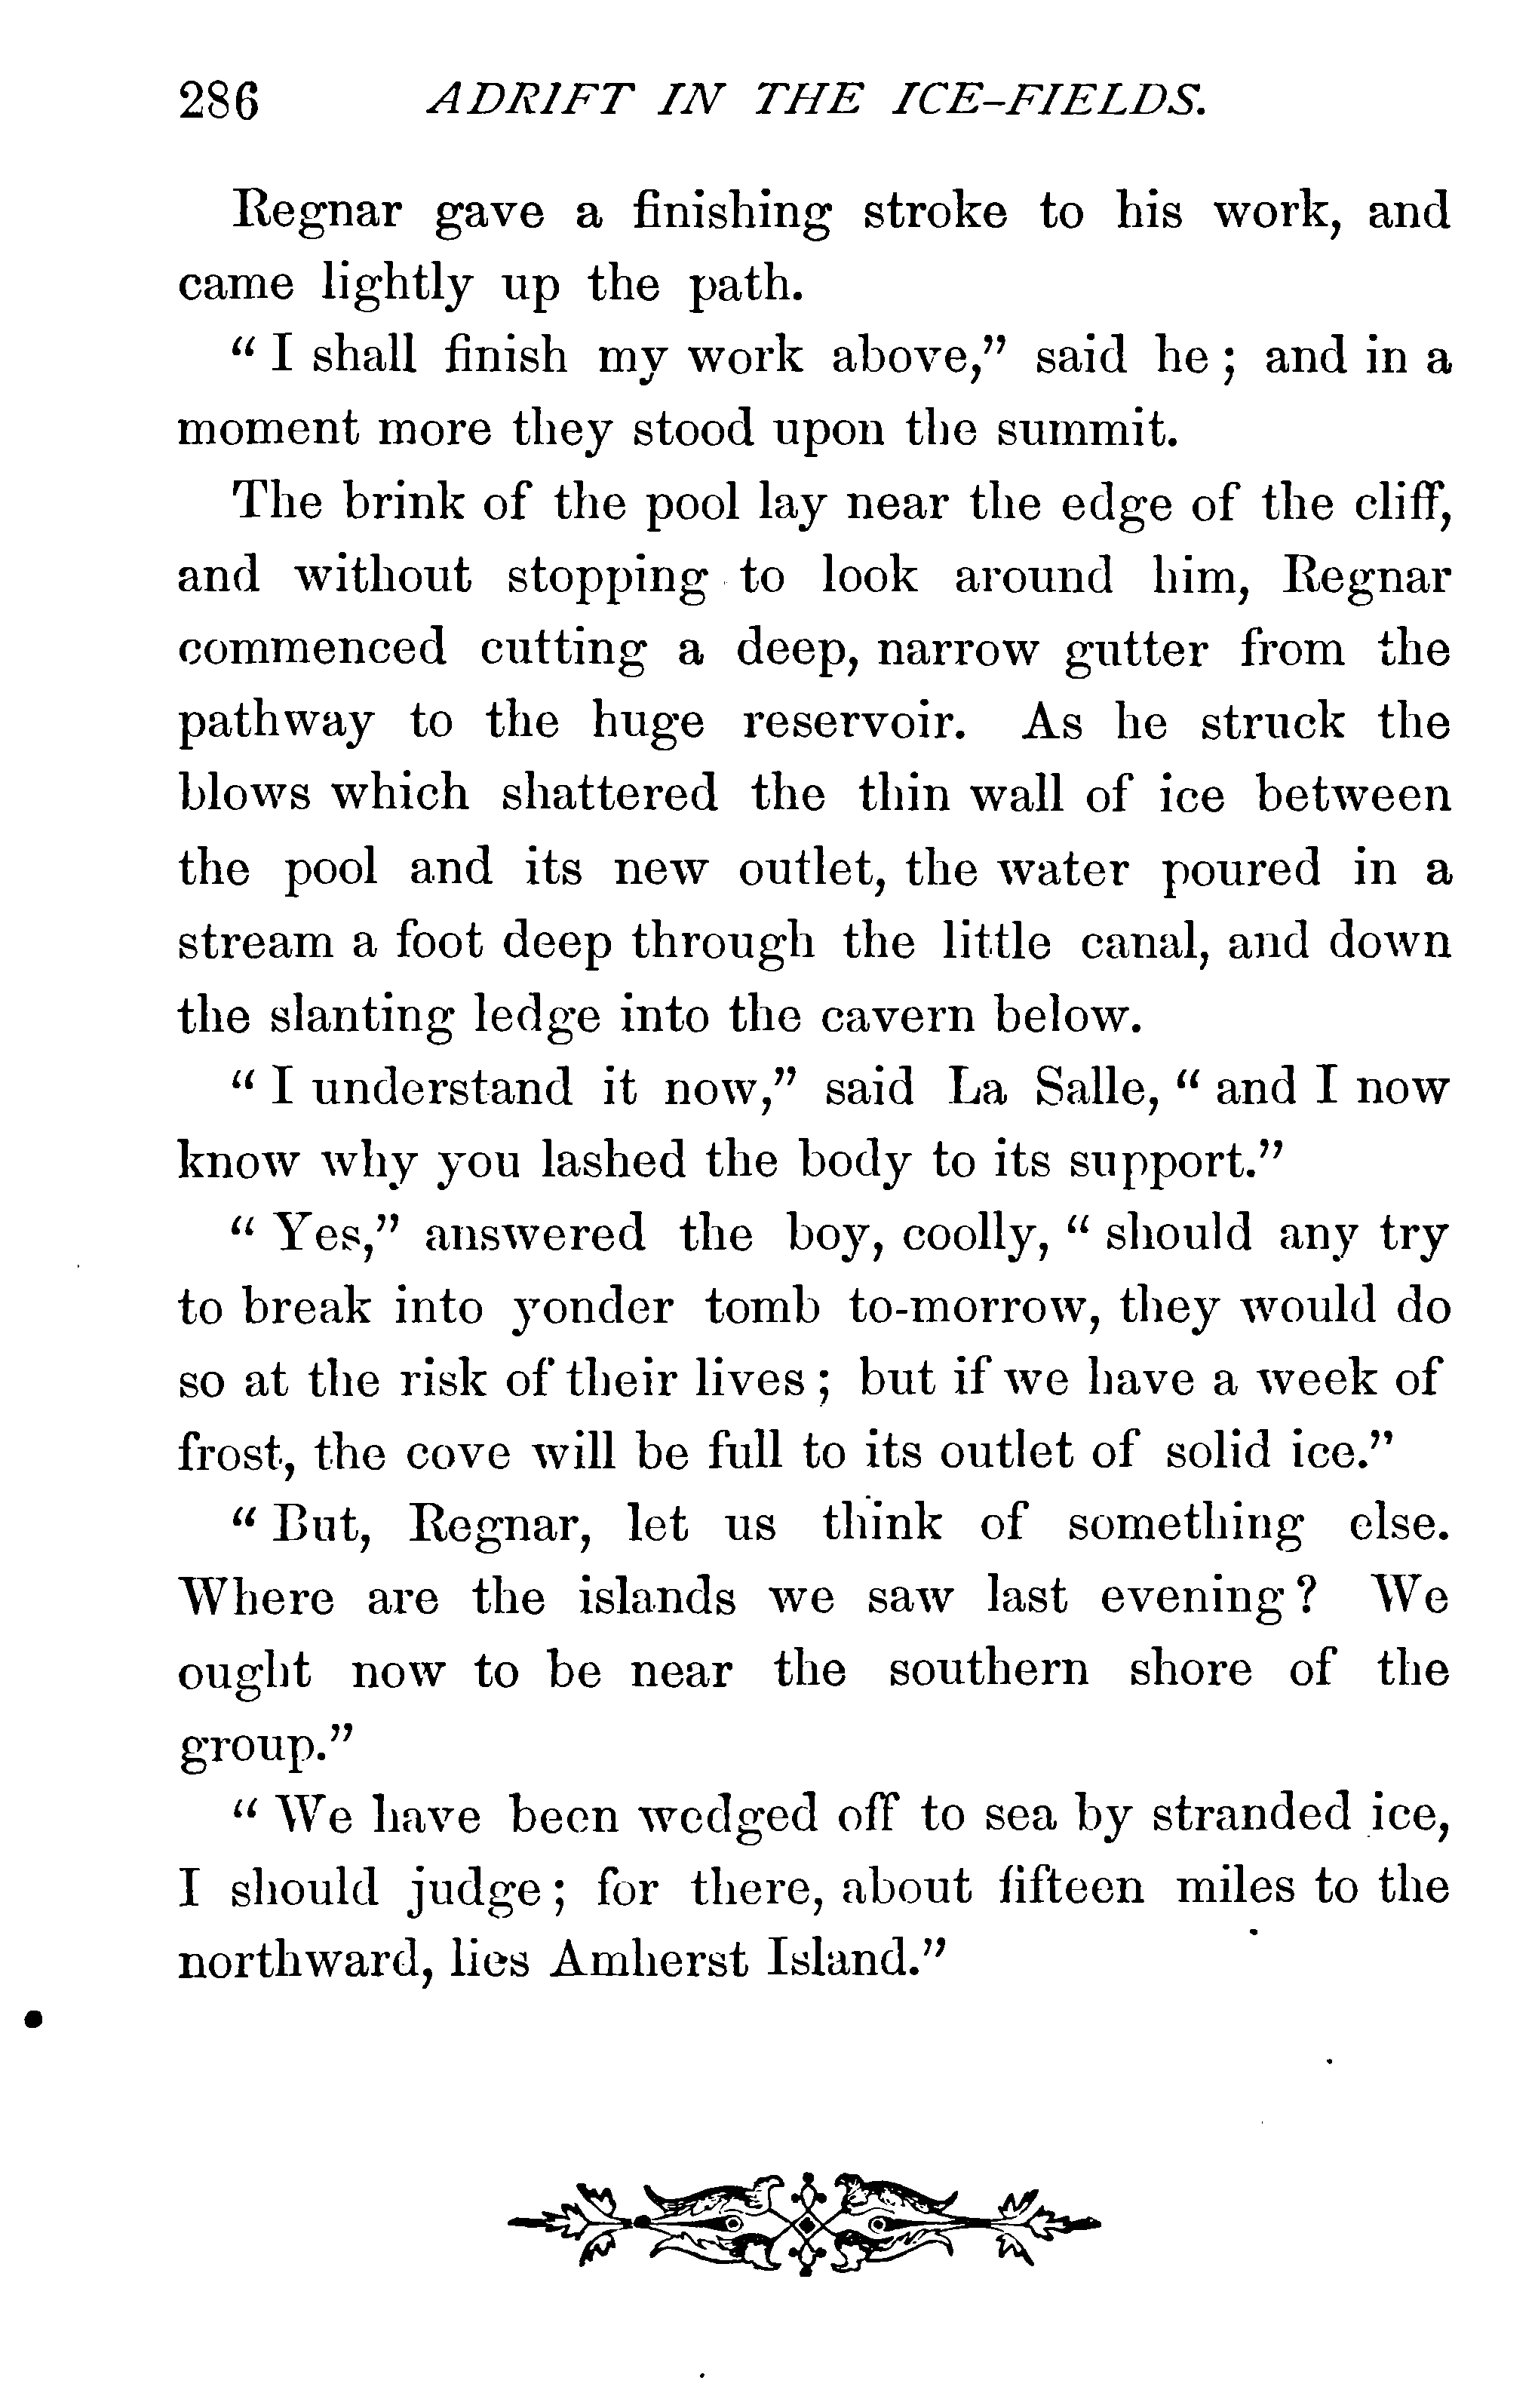 286 ADRIFT IN THE ICE-FIELDS.
Regnar gave a finishing stroke to his work, and
came lightly up the path.
“ I shall finish my work above,” said he ; and in a
moment more they stood upon the summit.
The brink of the pool lay near the edge of the cliff,
and without stopping to look around him, Regnar
commenced cutting a deep, narrow gutter from the
pathway to the huge reservoir. As he struck the
blows which shattered the thin wall of ice between
the pool and its new outlet, the water poured in a
stream a foot deep through the little canal, and down
the slanting ledge into the cavern below.
“ I understand it now,” said La Salle, “ and I now
know why you lashed the body to its support.”
“ Yes,” answered the boy, coolly, “ should any try
to break into yonder tomb to-morrow, they would do
so at the risk of their lives ; but if we have a week of
frost, the cove will be full to its outlet of solid ice.”
“ But, Regnar, let us think of something else.
Where are the islands we saw last evening ? We
ought now to be near the southern shore of the
group.”
“ We have been wedged off to sea by stranded ice,
I should judge ; for there, about fifteen miles to the
northward, lies Amherst Island.”